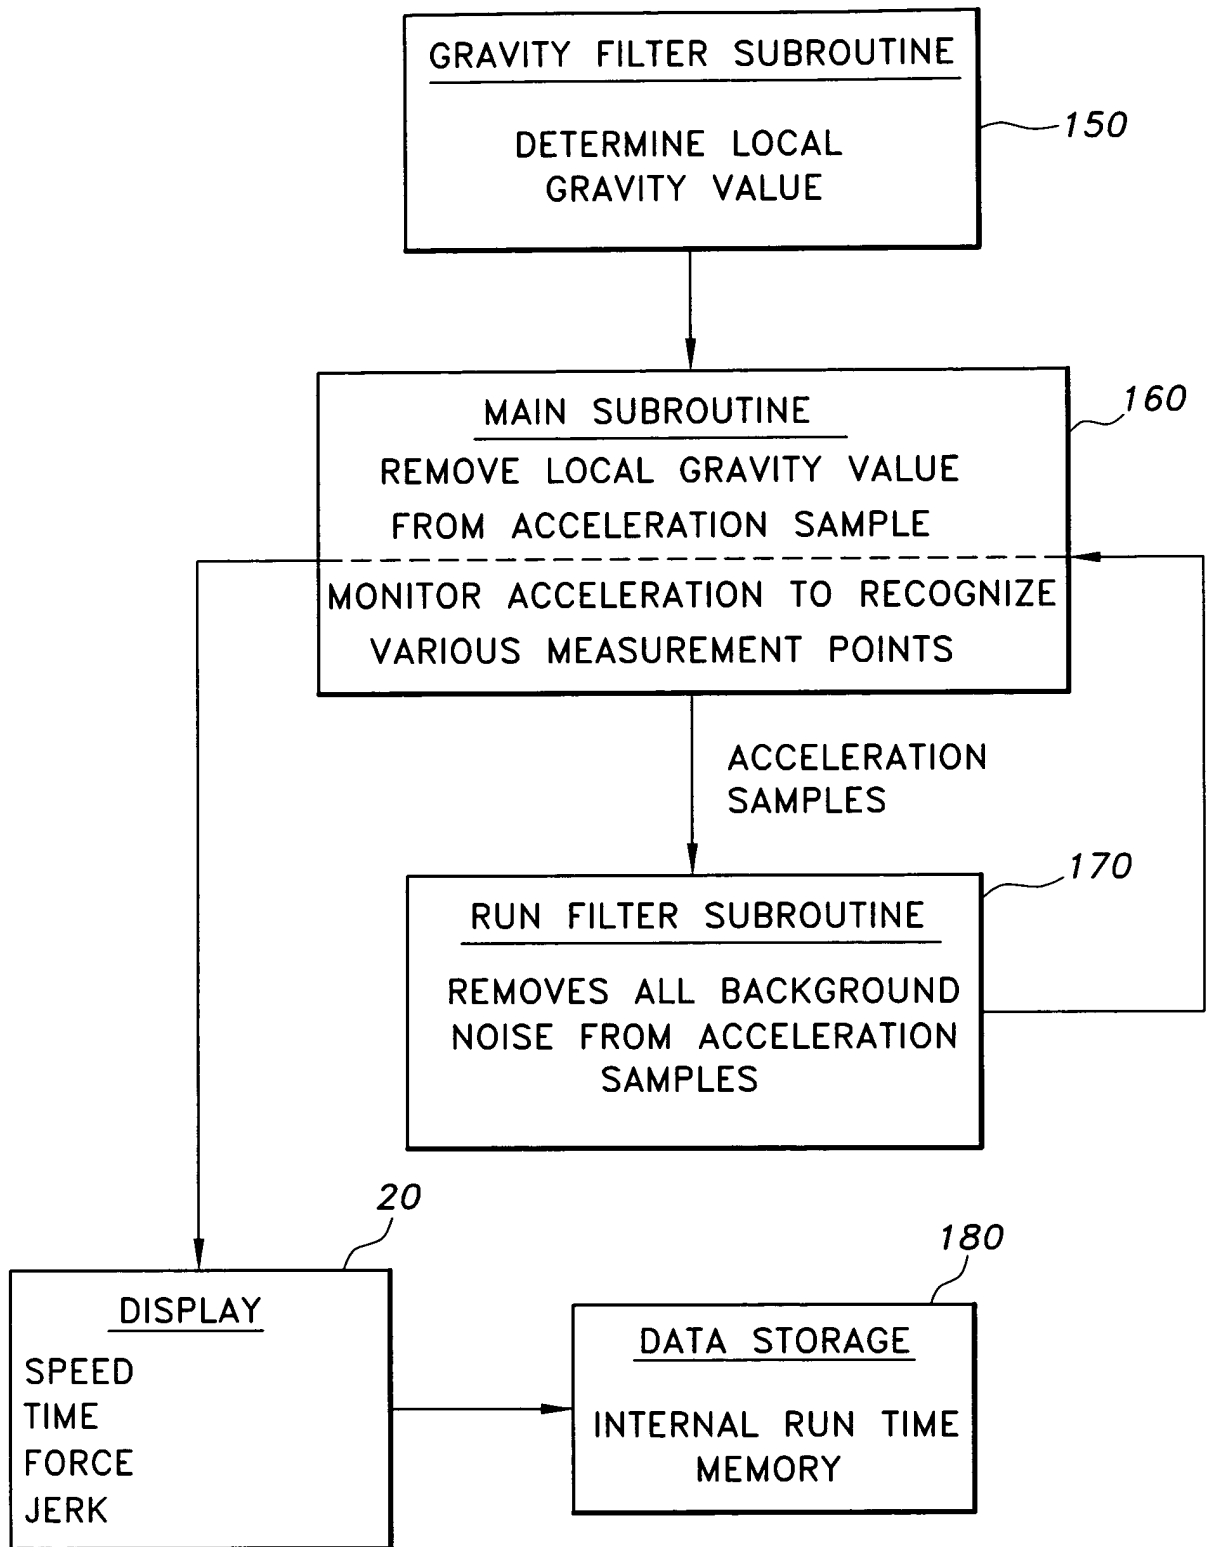 GRAVITY FILTER SUBROUTINE
DETERMINE LOCAL
GRAVITY VALUE
150
MAIN SUBROUTINE
REMOVE LOCAL GRAVITY VALUE
FROM ACCELERATION SAMPLE
MONITOR ACCELERATION TO RECOGNIZE
VARIOUS MEASUREMENT POINTS
160
ACCELERATION
SAMPLES
RUN FILTER SUBROUTINE
REMOVES ALL BACKGROUND
NOISE FROM ACCELERATION
SAMPLES
170
20
DISPLAY
SPEED
TIME
FORCE
JERK
180
DATA STORAGE
INTERNAL RUN TIME
MEMORY